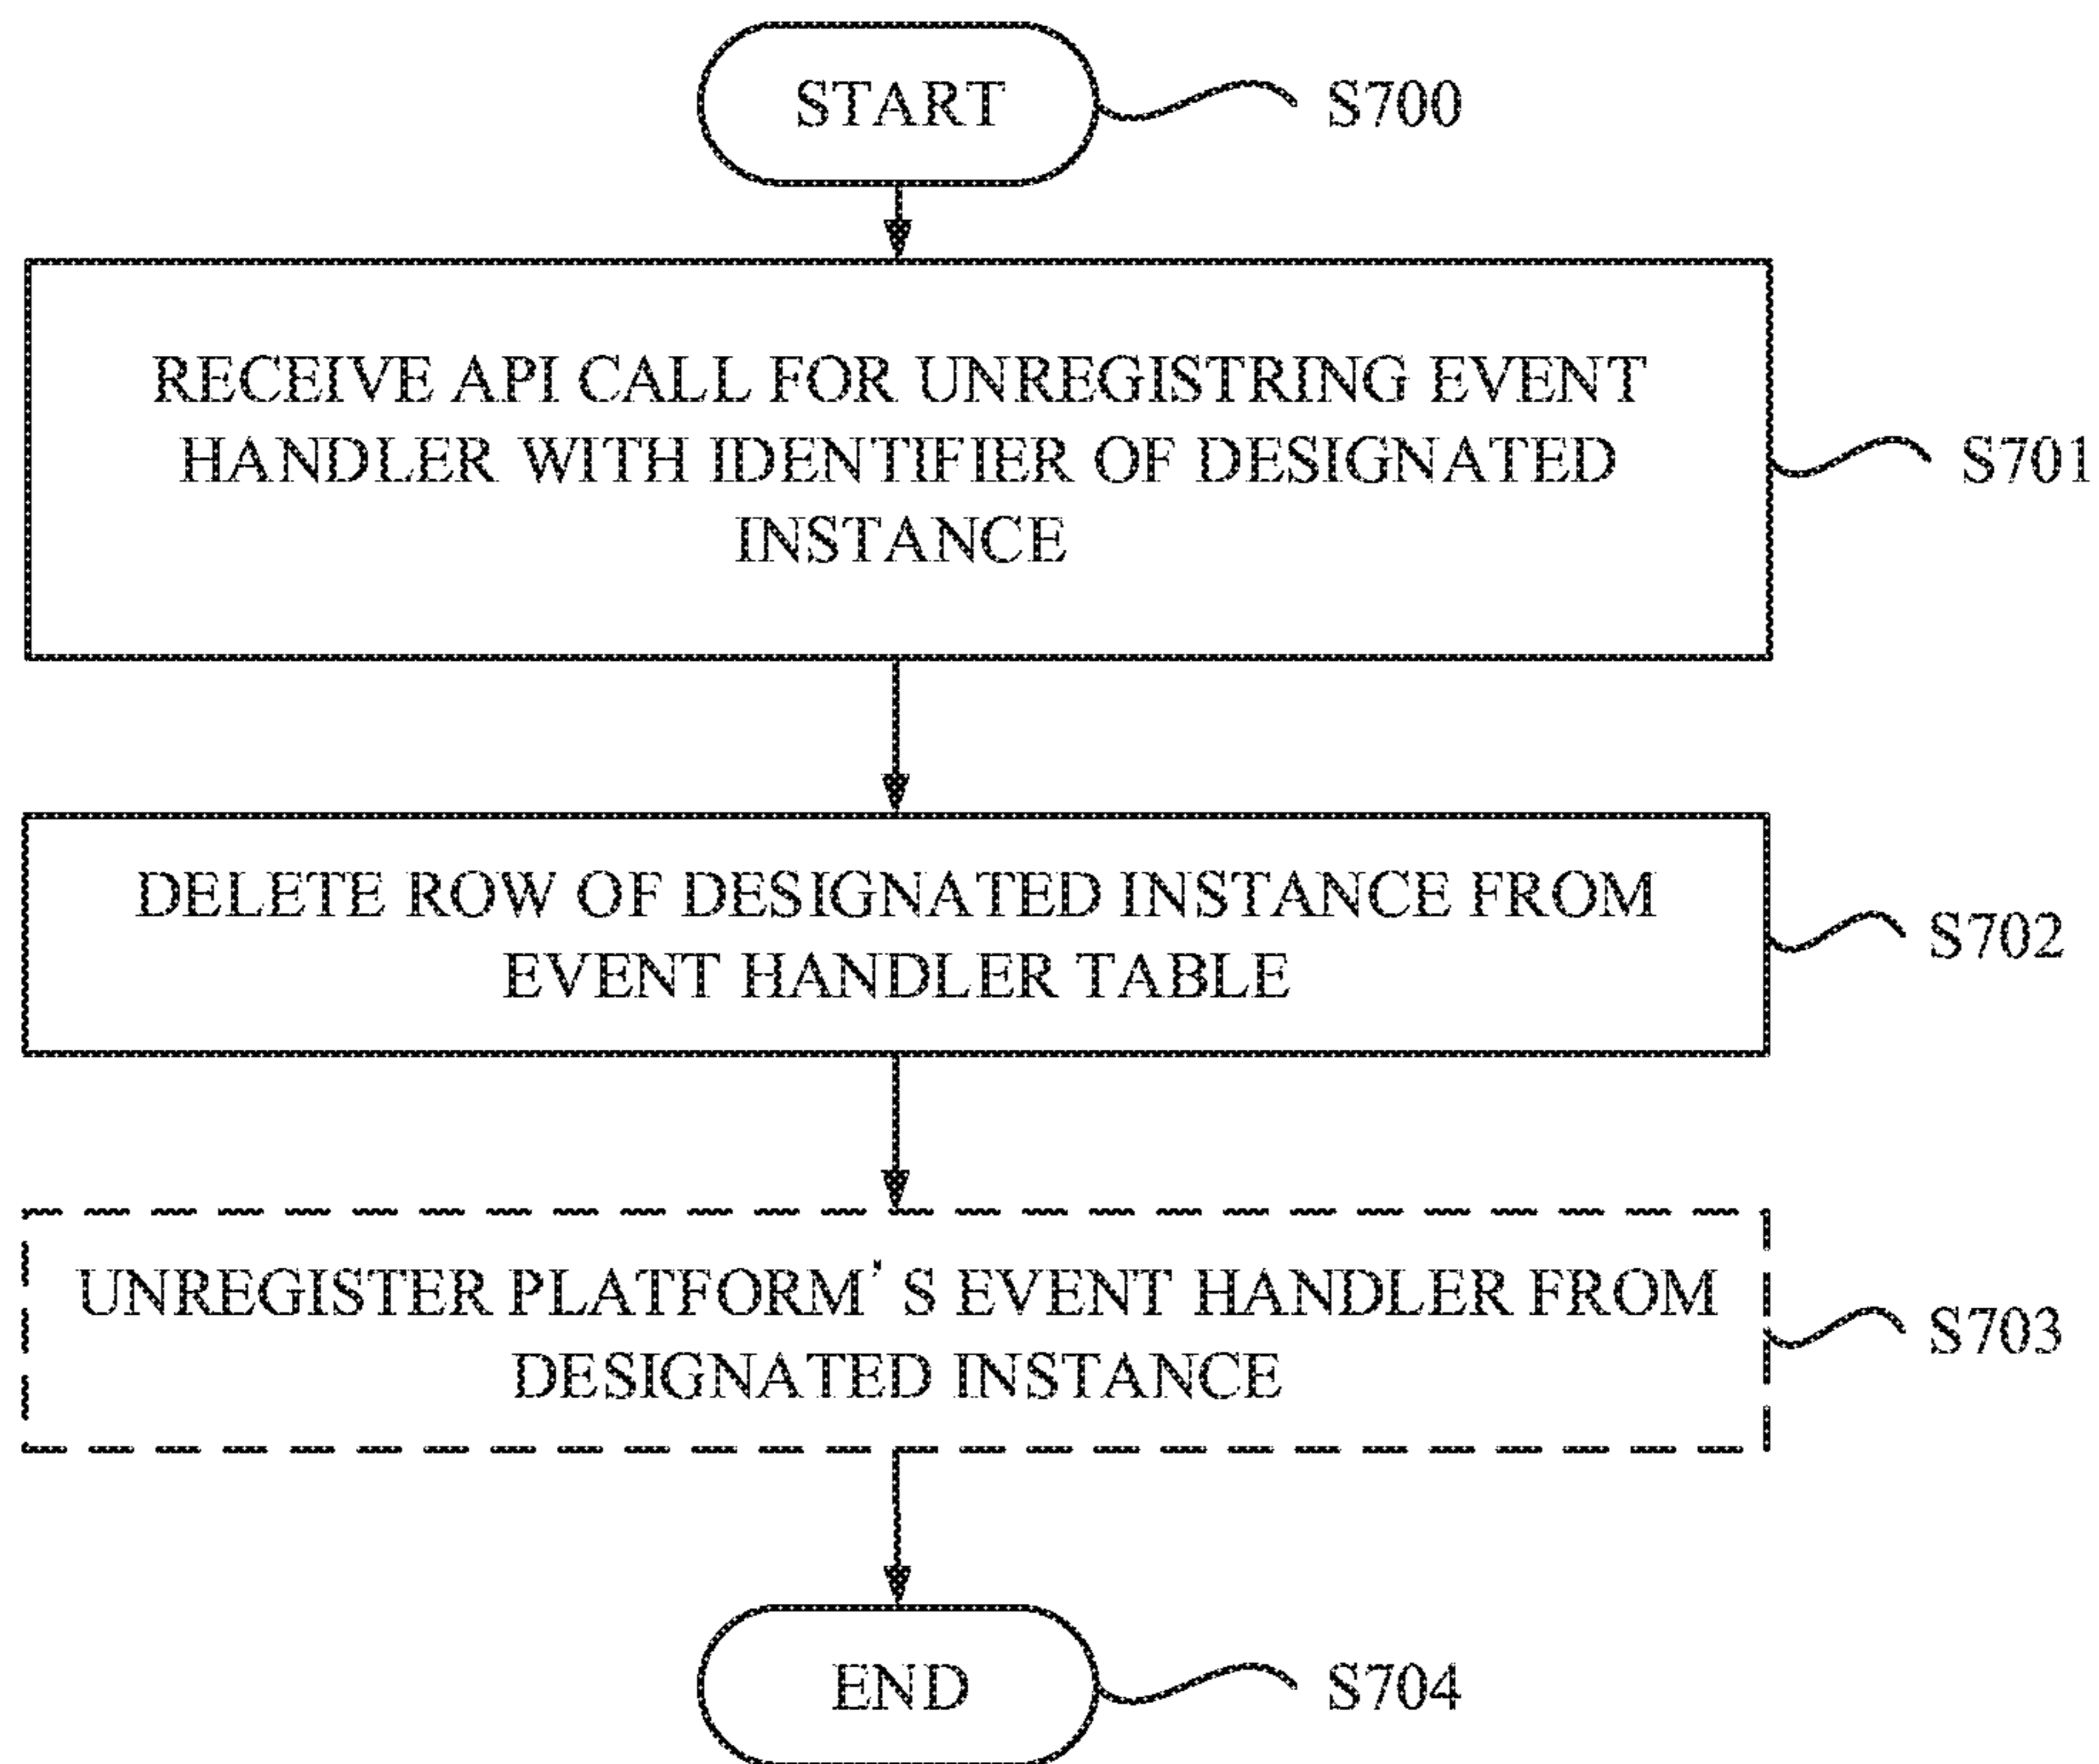 START
S700
RECEIVE API CALL FOR UNREGISTRING EVENT
HANDLER WITH IDENTIFIER OF DESIGNATED
INSTANCE
S701
DELETE ROW OF DESIGNATED INSTANCE FROM
EVENT HANDLER TABLE
S702
UNREGISTER PLATFORM'S EVENT HANDLER FROM
DESIGNATED INSTANCE
S703
END
S704